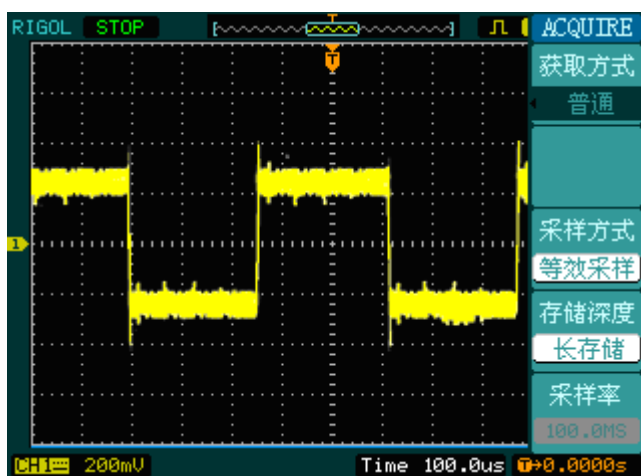 RIGOL STOP ACQUIRE
T
获取方式
普通
1
采样方式
等效采样
存储深度
长存储
采样率
100.0MS
CH1 200mV Time 100.0us T→0.0000s